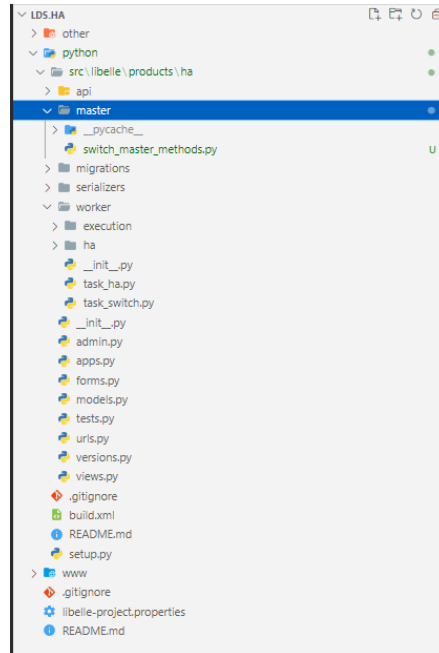 LDS.HA
other
python
src\libelle\products\ha
api
master
__pycache__
switch_master_methods.py U
migrations
serializers
worker
execution
ha
__init__.py
task_ha.py
task_switch.py
__init__.py
admin.py
apps.py
forms.py
models.py
tests.py
urls.py
versions.py
views.py
.gitignore
build.xml
README.md
setup.py
www
.gitignore
libelle-project.properties
README.md